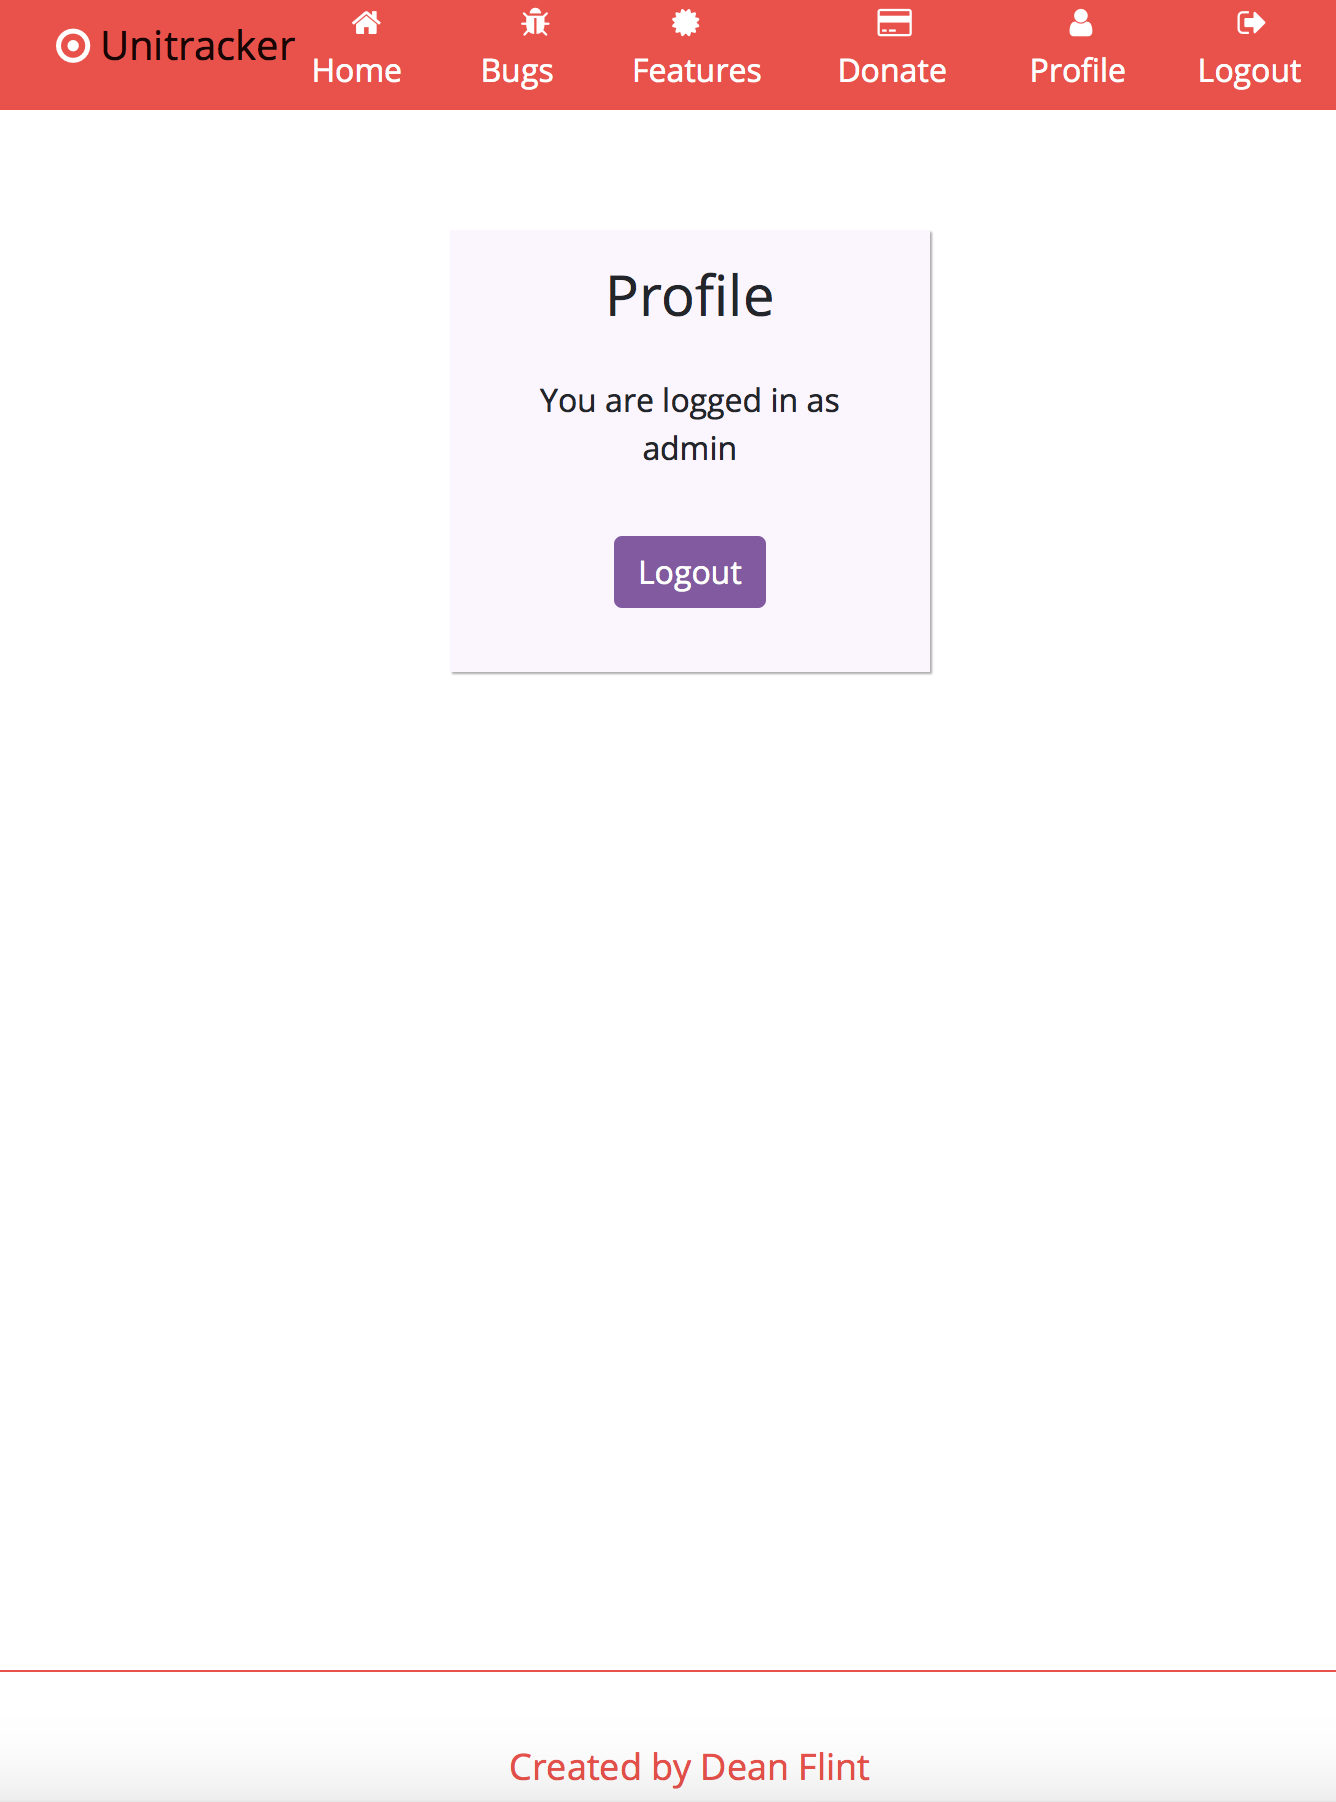 Unitracker
Home Bugs Features Donate Profile Logout
Profile
You are logged in as
admin
Logout
Created by Dean Flint